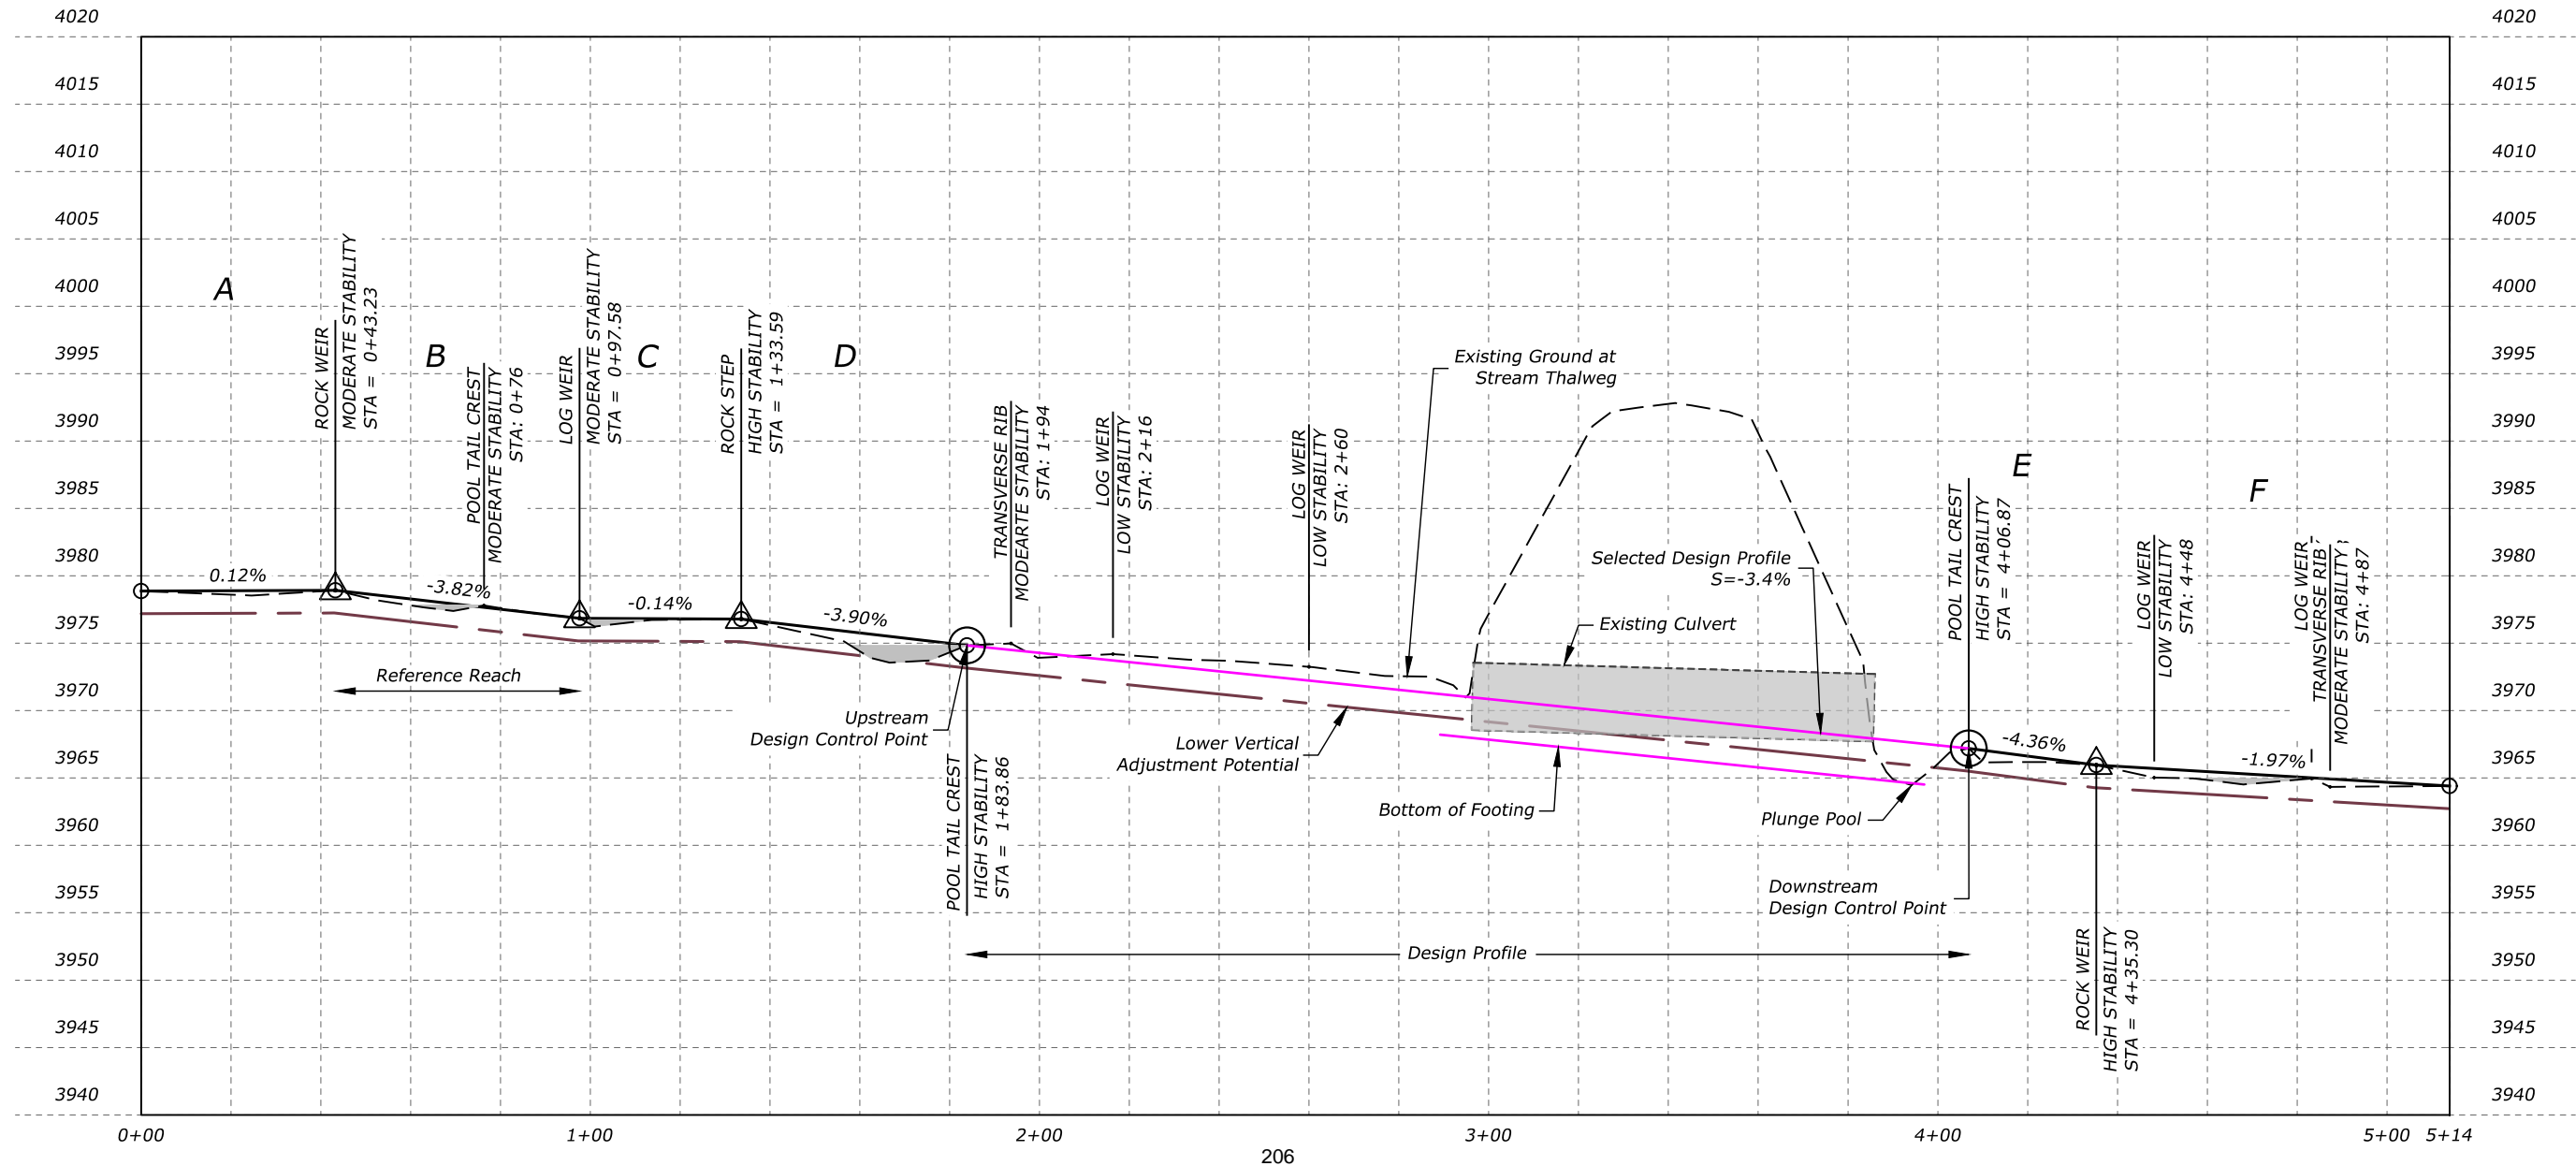 4020 4020
4015 4015
4010 4010
4005 4005
4000 4000
3995 3995
3990 3990
3985 3985
3980 3980
3975 3975
3970 3970
3965 3965
3960 3960
3955 3955
3950 3950
3945 3945
3940 3940
A
B
C
D
E
F
ROCK WEIR
MODERATE STABILITY
STA = 0+43.23
POOL TAIL CREST
MODERATE STABILITY
STA: 0+76
LOG WEIR
MODERATE STABILITY
STA = 0+97.58
ROCK STEP
HIGH STABILITY
STA = 1+33.59
TRANSVERSE RIB
MODEARTE STABILITY
STA: 1+94
LOG WEIR
LOW STABILITY
STA: 2+16
LOG WEIR
LOW STABILITY
STA: 2+60
Existing Ground at
Stream Thalweg
Selected Design Profile
S=-3.4%
Existing Culvert
POOL TAIL CREST
HIGH STABILITY
STA = 4+06.87
LOG WEIR
LOW STABILITY
STA: 4+48
LOG WEIR
TRANSVERSE RIB
MODERATE STABILITY
STA: 4+87
0.12%
-3.82%
-0.14%
-3.90%
-4.36%
-1.97%
Reference Reach
Upstream
Design Control Point
POOL TAIL CREST
HIGH STABILITY
STA = 1+83.86
Lower Vertical
Adjustment Potential
Bottom of Footing
Plunge Pool
Downstream
Design Control Point
Design Profile
ROCK WEIR
HIGH STABILITY
STA = 4+35.30
0+00 1+00 2+00 3+00 4+00 5+00 5+14
206